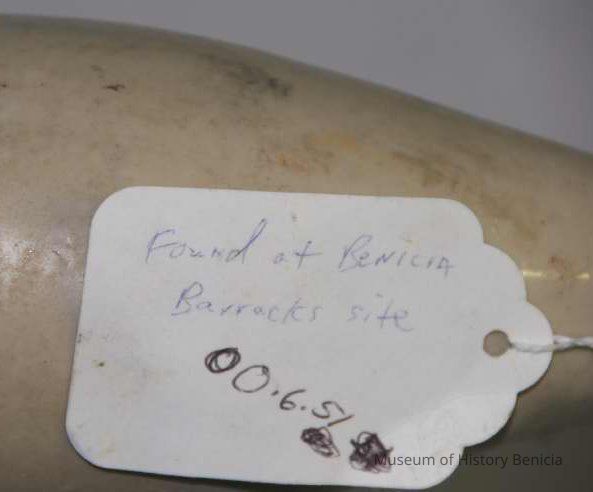 Found at BENICIA
Barracks site
00.6.51
Museum of History Benicia